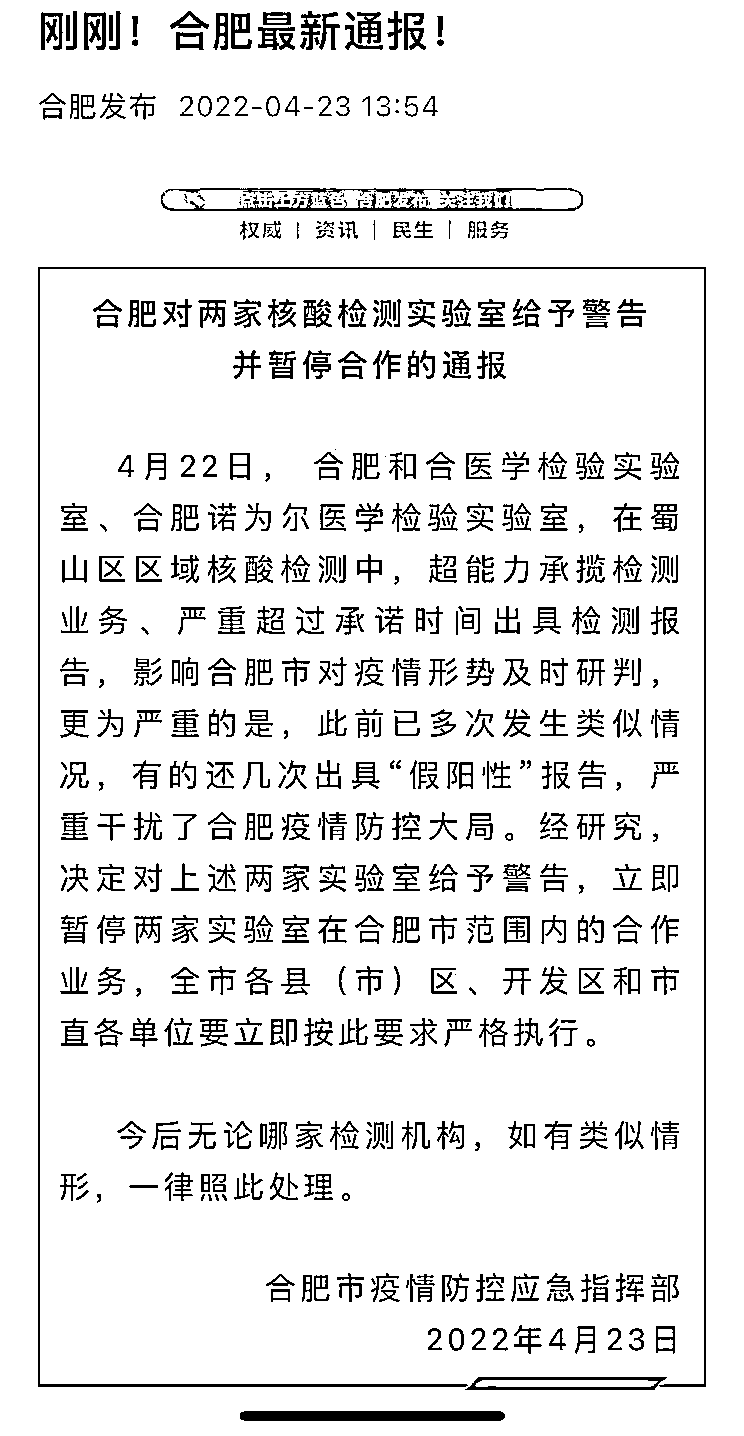 刚刚！合肥最新通报！
合肥发布 2022-04-23 13:54
点击上方蓝色 合肥发布 关注我们
权威 | 资讯 | 民生 | 服务
合肥对两家核酸检测实验室给予警告
并暂停合作的通报
4月22日， 合肥和合医学检验实验
室、合肥诺为尔医学检验实验室，在蜀
山区区域核酸检测中，超能力承揽检测
业务、严重超过承诺时间出具检测报
告，影响合肥市对疫情形势及时研判，
更为严重的是，此前已多次发生类似情
况，有的还几次出具“假阳性”报告，严
重干扰了合肥疫情防控大局。经研究，
决定对上述两家实验室给予警告，立即
暂停两家实验室在合肥市范围内的合作
业务，全市各县（市）区、开发区和市
直各单位要立即按此要求严格执行。
今后无论哪家检测机构，如有类似情
形，一律照此处理。
合肥市疫情防控应急指挥部
2022年4月23日